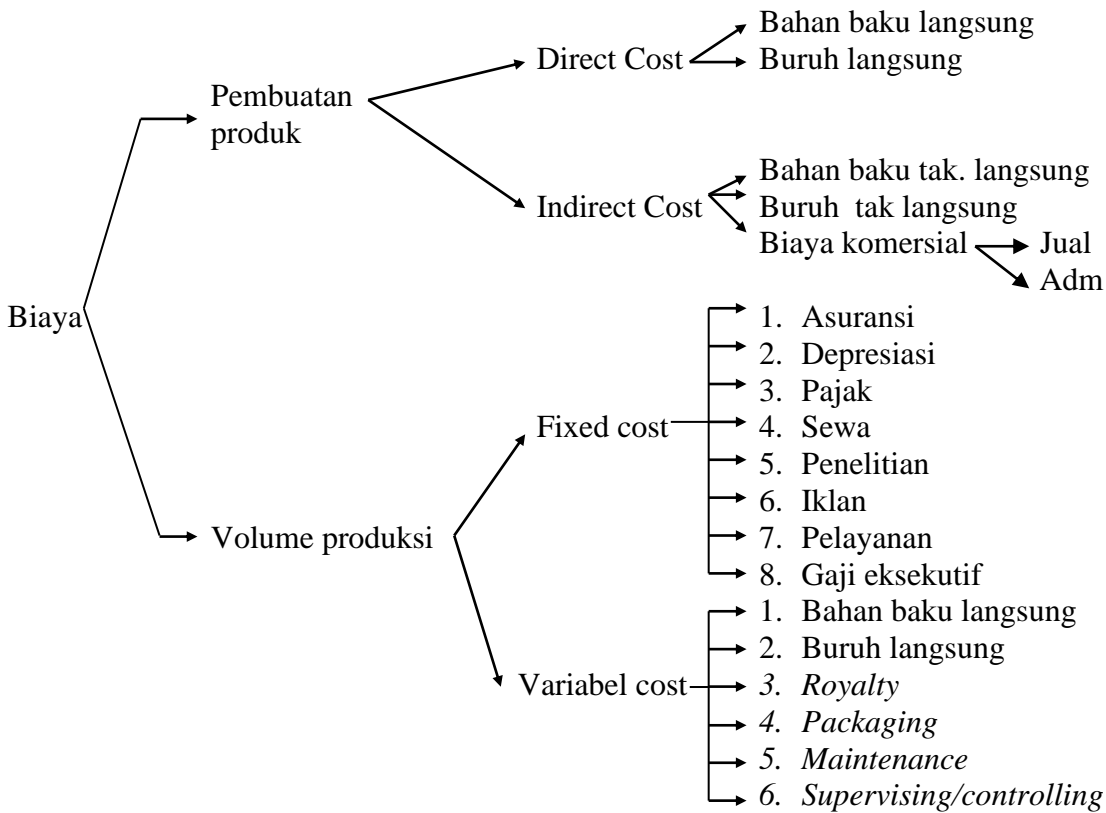 Biaya
Pembuatan
produk
Direct Cost
Bahan baku langsung
Buruh langsung
Indirect Cost
Bahan baku tak. langsung
Buruh tak langsung
Biaya komersial
Jual
Adm
Volume produksi
Fixed cost
1. Asuransi
2. Depresiasi
3. Pajak
4. Sewa
5. Penelitian
6. Iklan
7. Pelayanan
8. Gaji eksekutif
Variabel cost
1. Bahan baku langsung
2. Buruh langsung
3. Royalty
4. Packaging
5. Maintenance
6. Supervising/controlling